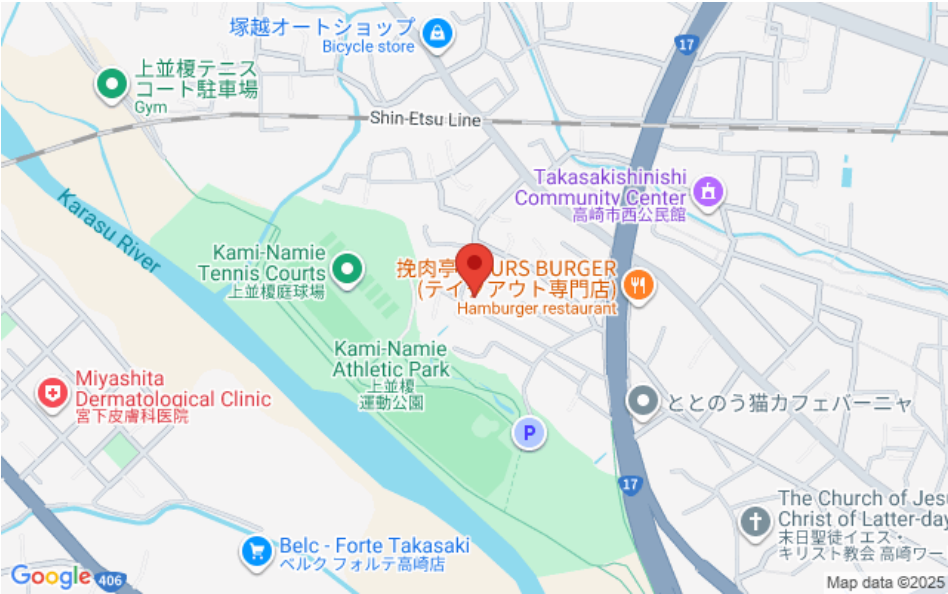 塚越オートショップ
Bicycle store
17
上並榎テニス
コート駐車場
Gym
Shin-Etsu Line
Takasakishinishi
Community Center
高崎市西公民館
Karasu River
Kami-Namie
Tennis Courts
上並榎庭球場
挽肉亭 URS BURGER
(テイ アウト専門店)
Hamburger restaurant
Kami-Namie
Athletic Park
上並榎
運動公園
Miyashita
Dermatological Clinic
宮下皮膚科医院
ととのう猫カフェバーニャ
P
17
The Church of Jes
Christ of Latter-day
末日聖徒イエス・
キリスト教会 高崎ワー
Belc - Forte Takasaki
ベルク フォルテ高崎店
Google
406
Map data ©2025